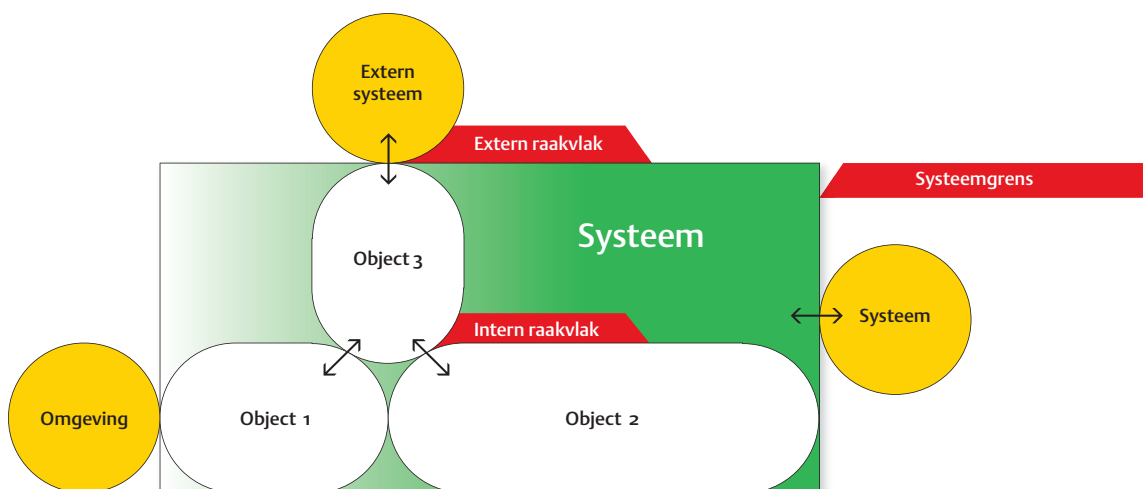 Extern
systeem
Extern raakvlak
Systeemgrens
Systeem
Object 3
Systeem
Intern raakvlak
Omgeving
Object 1
Object 2